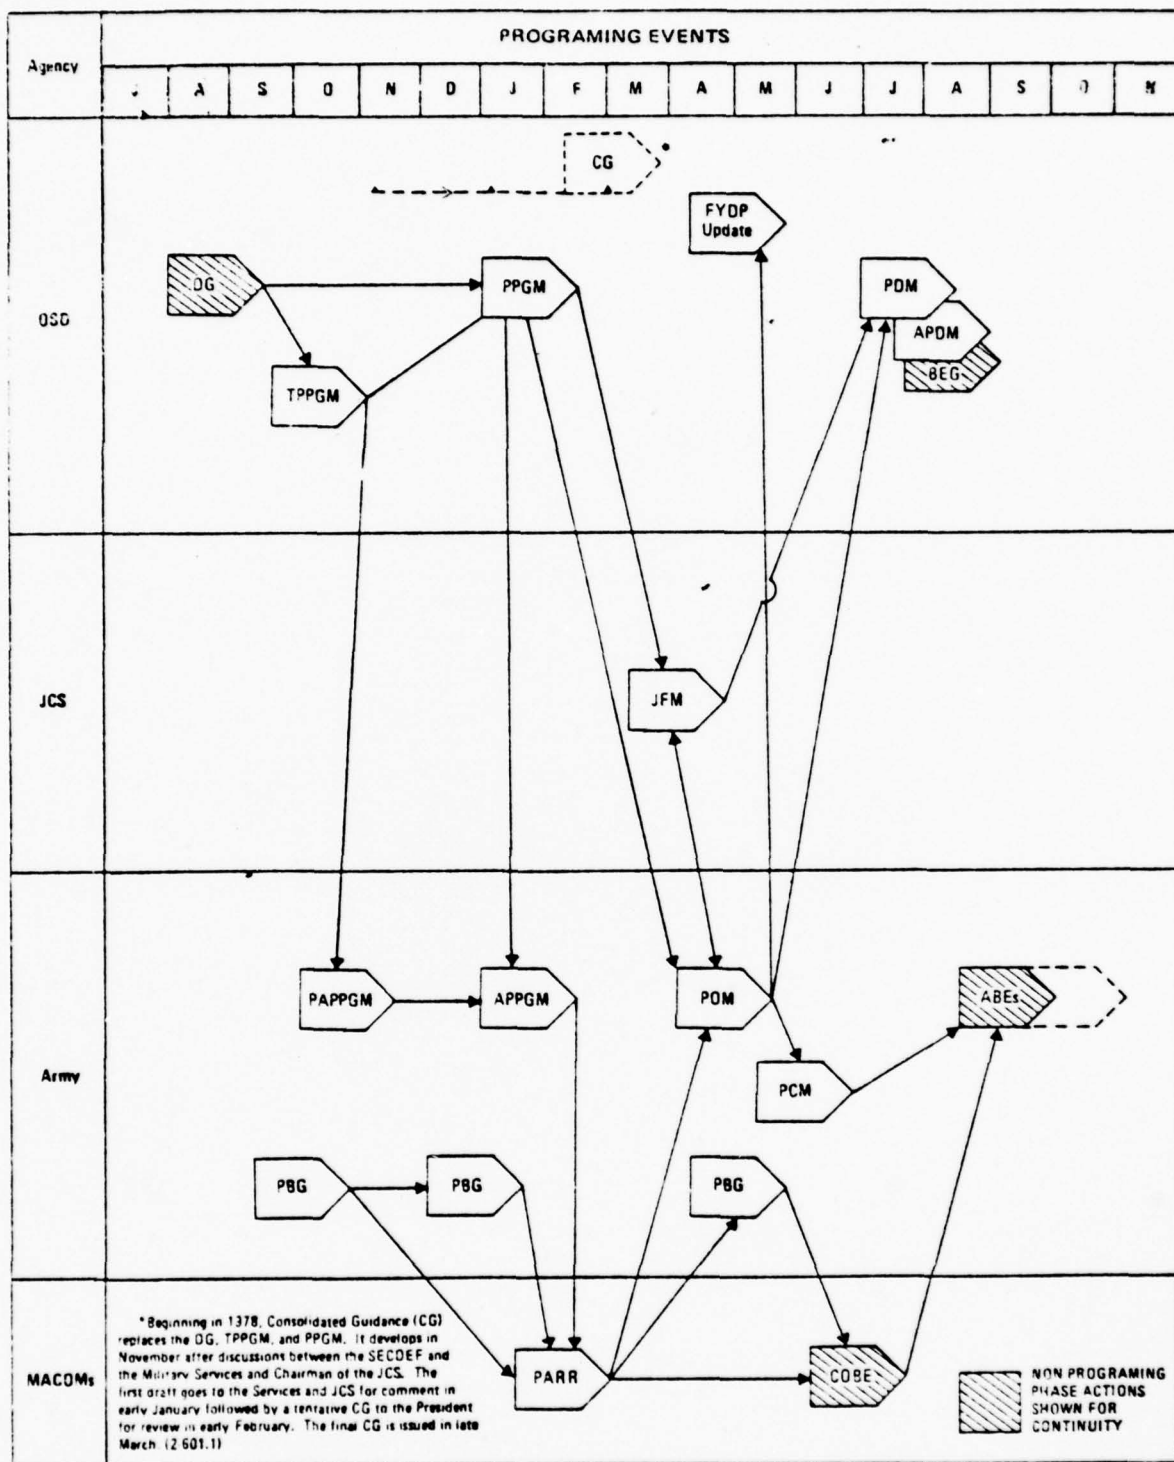 PROGRAMING EVENTS
Agency
J A S O N D J F M A M J J A S O N
CG *
FYDP
Update
DG
PPGM
PDM
OSD
APDM
BEG
TPPGM
JCS
JFM
PAPPGM
APPGM
POM
ABEs
Army
PCM
PBG
PBG
PBG
* Beginning in 1378, Consolidated Guidance (CG)
replaces the DG, TPPGM, and PPGM. It develops in
November after discussions between the SECDEF and
the Military Services and Chairman of the JCS. The
first draft goes to the Services and JCS for comment in
early January followed by a tentative CG to the President
for review in early February. The final CG is issued in late
March. (2 601.1)
MACOMs
PARR
COBE
NON PROGRAMING
PHASE ACTIONS
SHOWN FOR
CONTINUITY